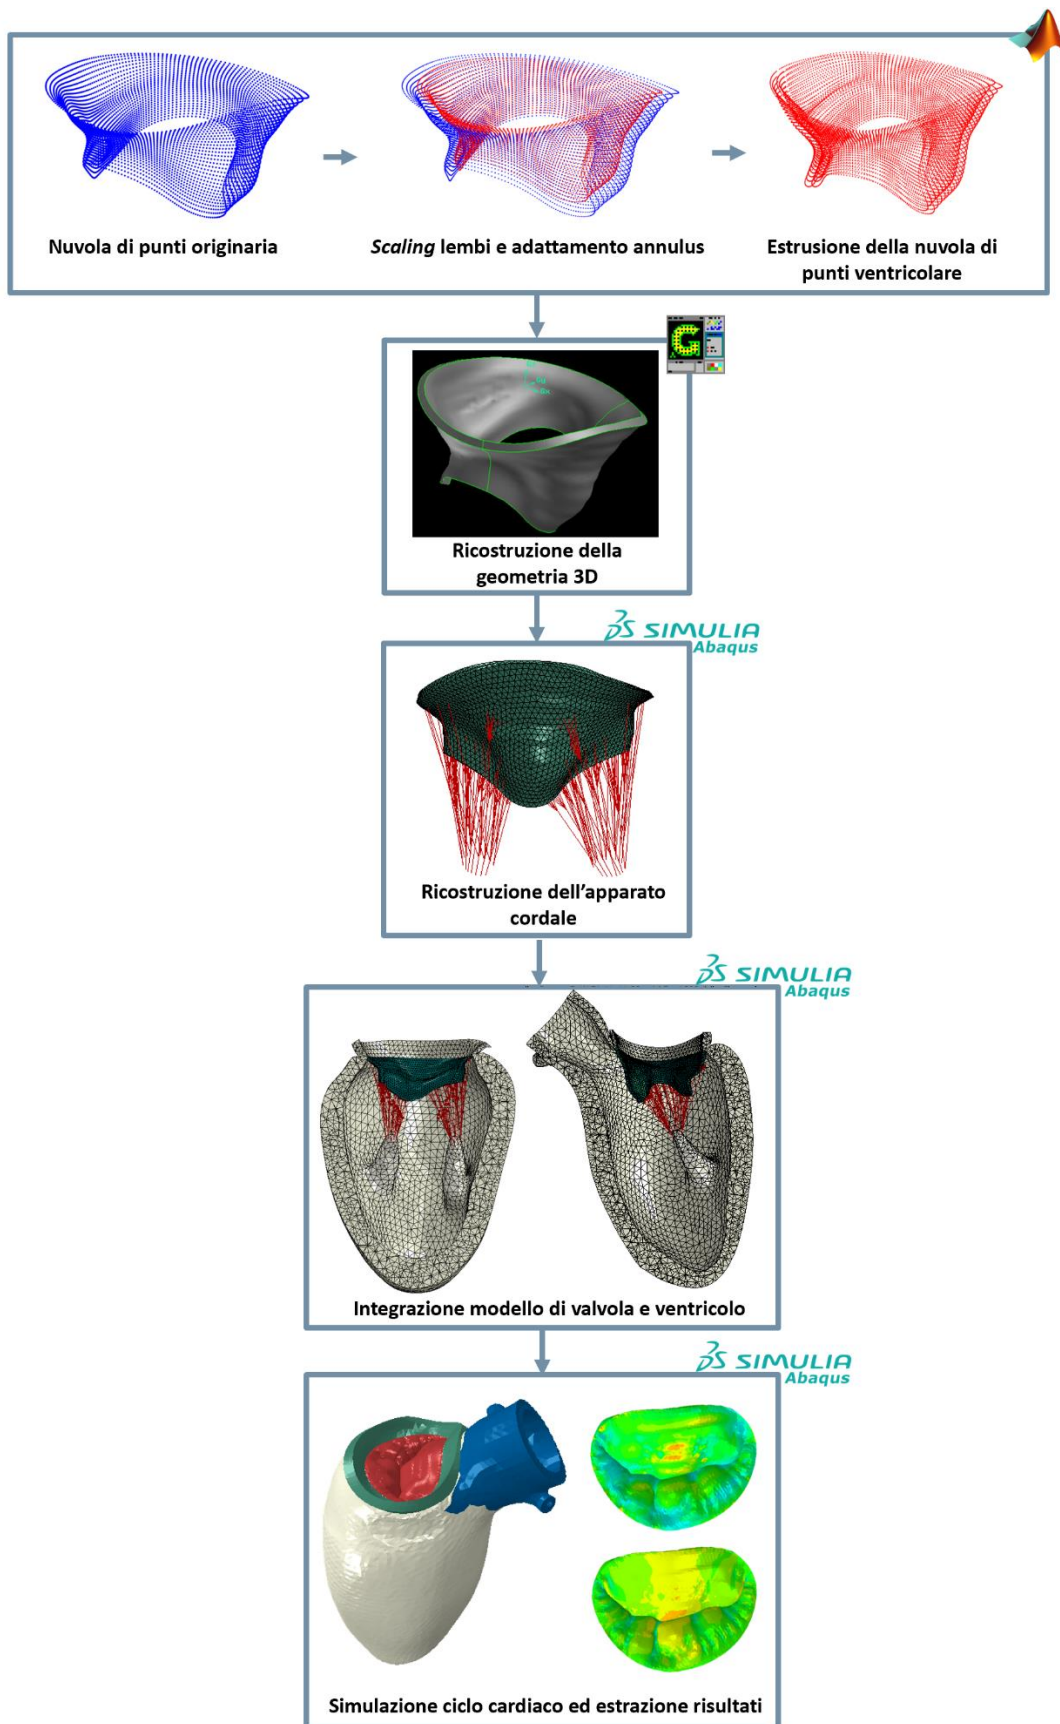 Nuvola di punti originaria
Scaling lembi e adattamento annulus
Estrusione della nuvola di
punti ventricolare
G
Ricostruzione della
geometria 3D
SIMULIA
Abaqus
Ricostruzione dell'apparato
cordale
SIMULIA
Abaqus
Integrazione modello di valvola e ventricolo
SIMULIA
Abaqus
Simulazione ciclo cardiaco ed estrazione risultati